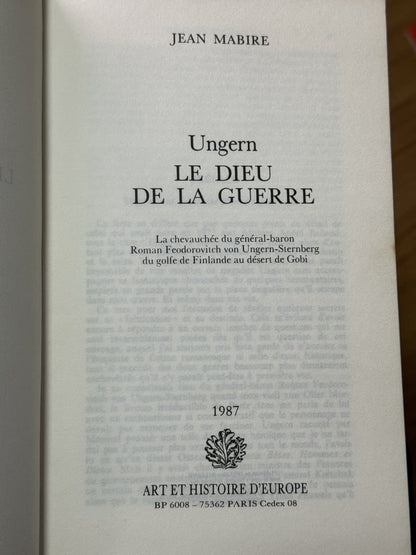 JEAN MABIRE
Ungern
LE DIEU
DE LA GUERRE
La chevauchée du général-baron
Roman Feodorovitch von Ungern-Sternberg
du golfe de Finlande au désert de Gobi
1987
ART ET HISTOIRE D'EUROPE
BP 6008 – 75362 PARIS Cedex 08